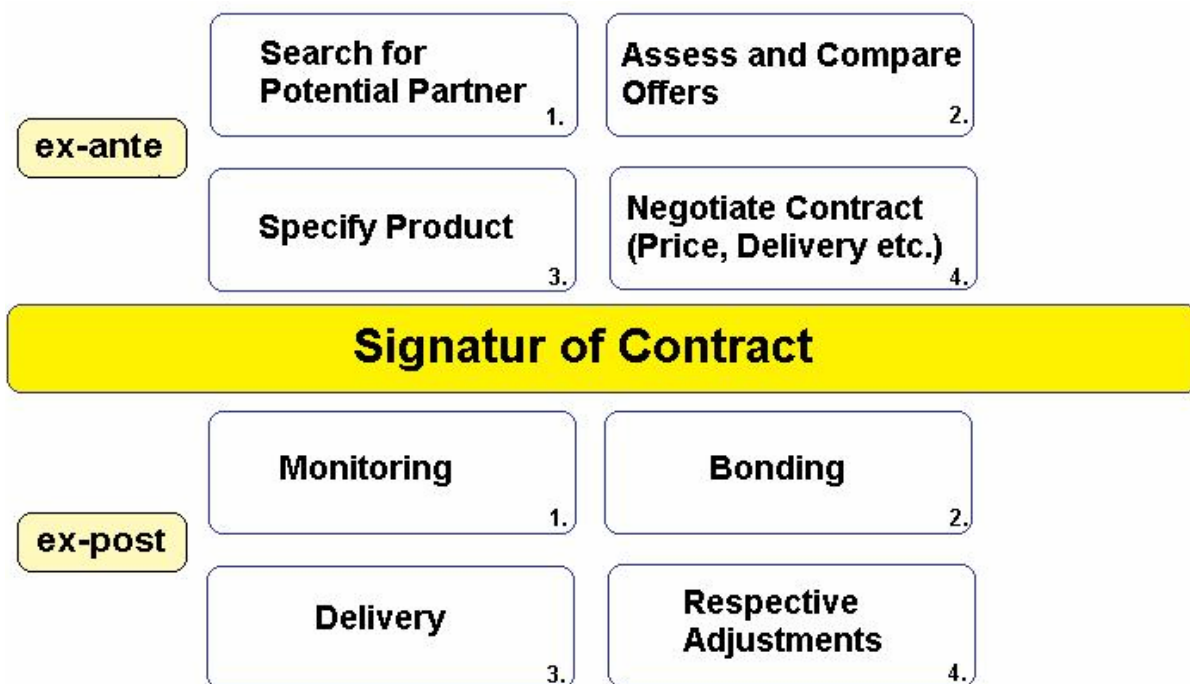 ex-ante
Search for
Potential Partner
1.
Assess and Compare
Offers
2.
Specify Product
3.
Negotiate Contract
(Price, Delivery etc.)
4.
Signatur of Contract
ex-post
Monitoring
1.
Bonding
2.
Delivery
3.
Respective
Adjustments
4.